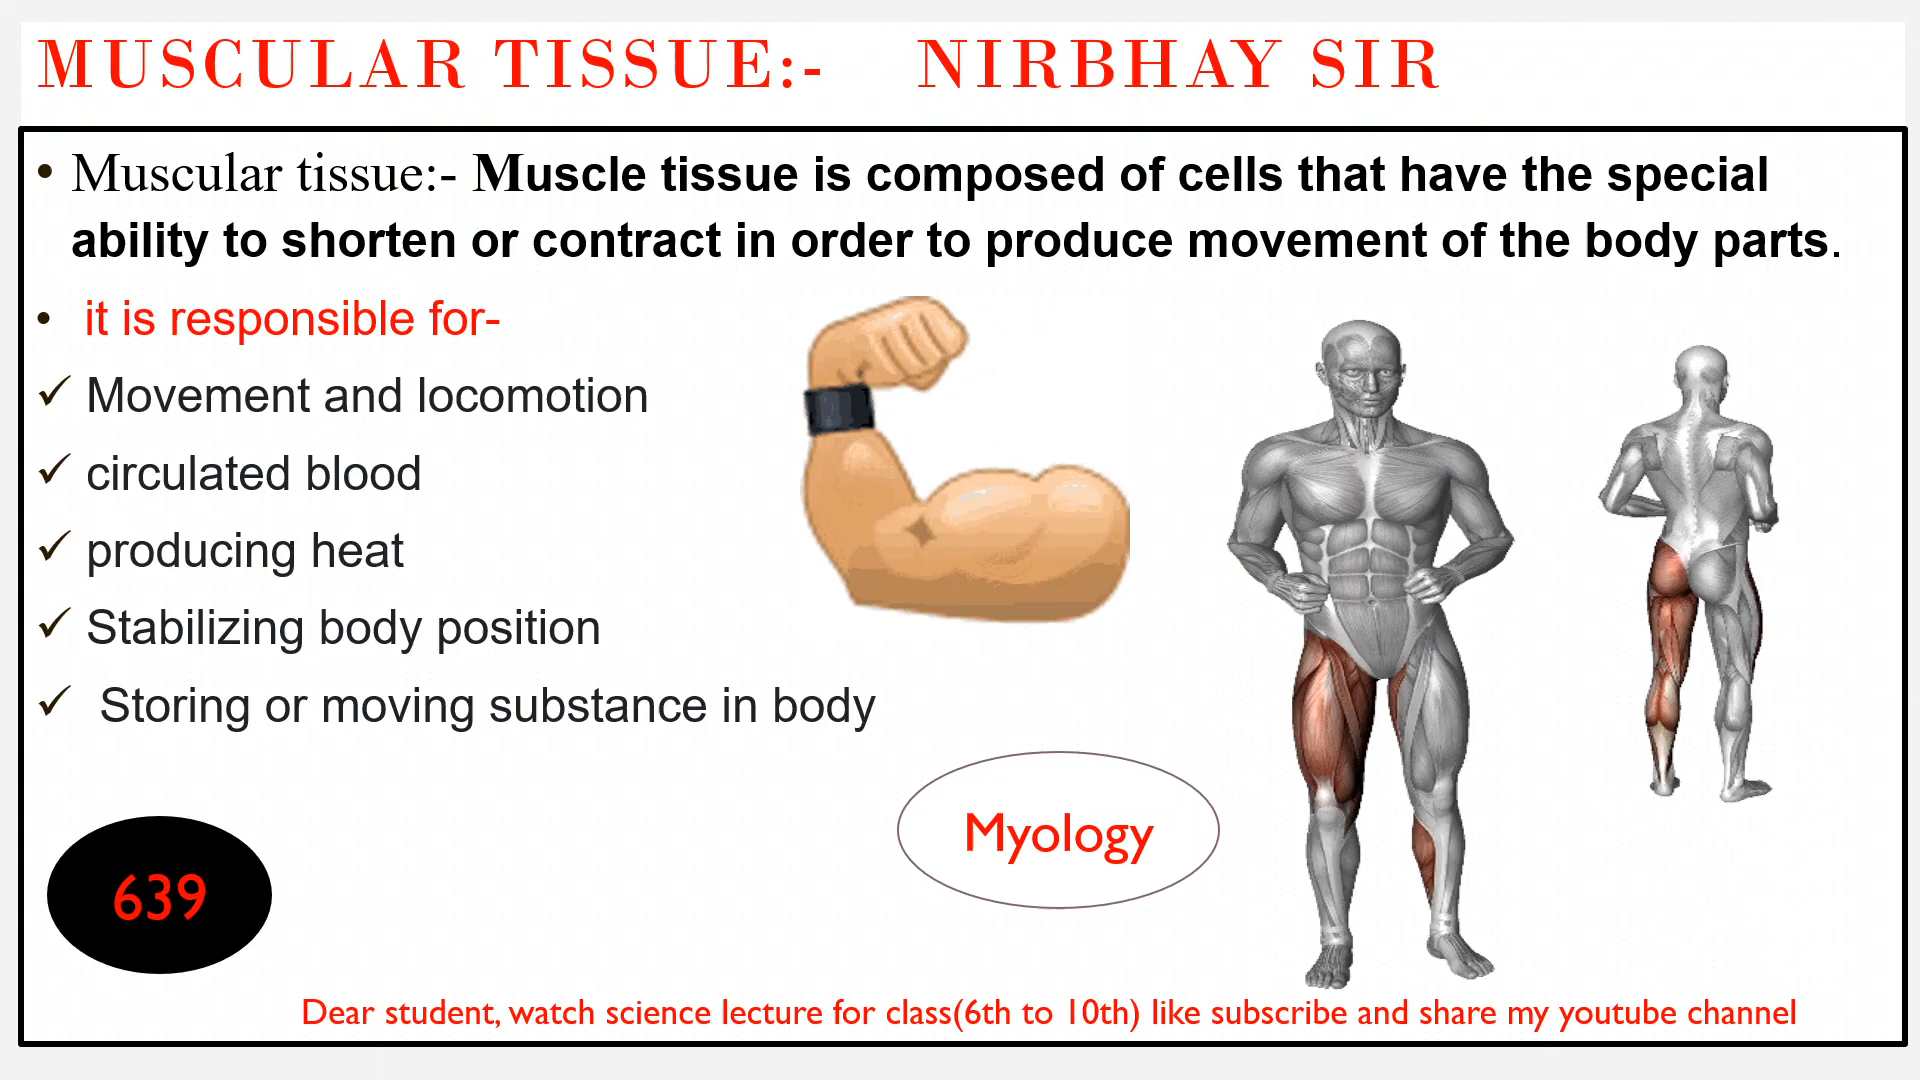 MUSCULAR TISSUE:- NIRBHAY SIR
• Muscular tissue:- Muscle tissue is composed of cells that have the special
ability to shorten or contract in order to produce movement of the body parts.
• it is responsible for-
✓ Movement and locomotion
✓ circulated blood
✓ producing heat
✓ Stabilizing body position
✓ Storing or moving substance in body
Myology
639
Dear student, watch science lecture for class(6th to 10th) like subscribe and share my youtube channel